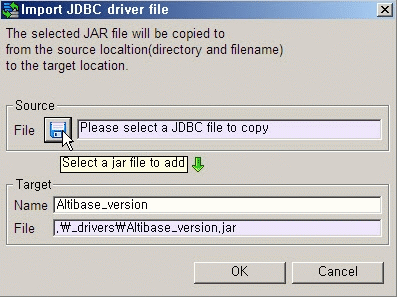 Import JDBC driver file
The selected JAR file will be copied to
from the source localtion(directory and filename)
to the target location.
Source
File Please select a JDBC file to copy
Select a jar file to add
Target
Name Altibase_version
File .₩_drivers₩Altibase_version.jar
OK Cancel